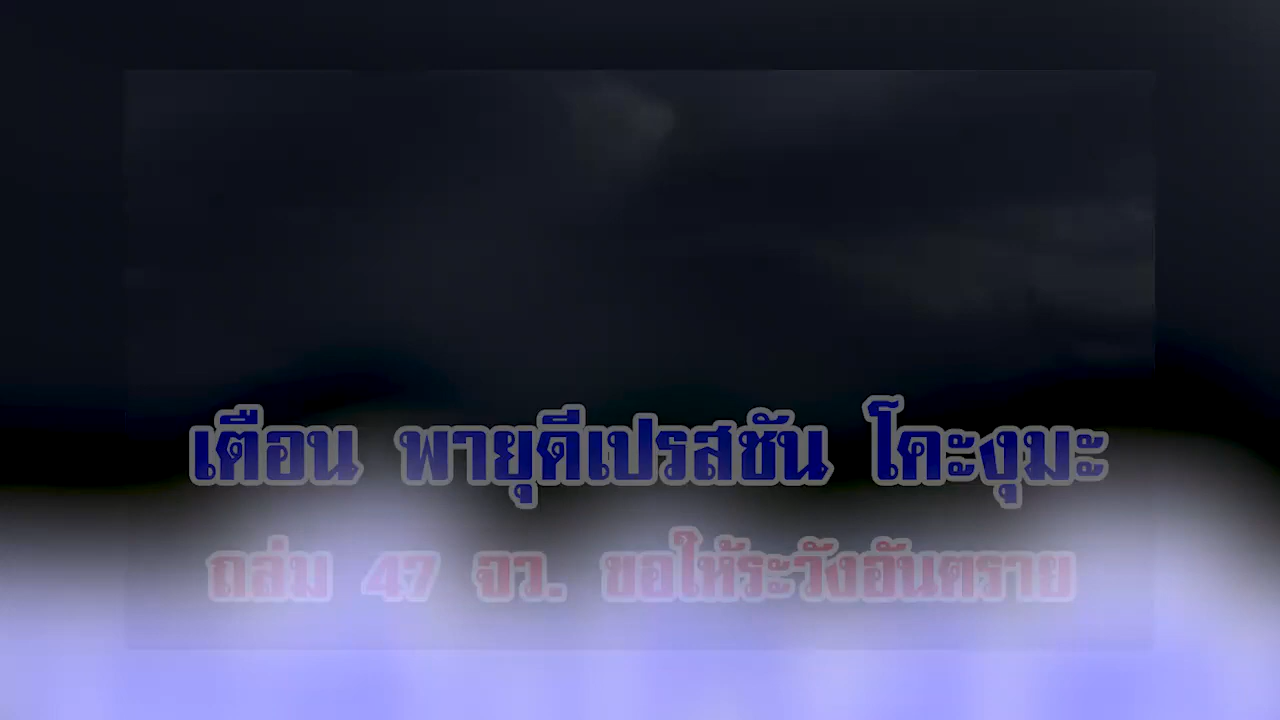 เตือน พายุดีเปรสชัน โคะงุมะ
ถล่ม 47 จว. ขอให้ระวังอันตราย